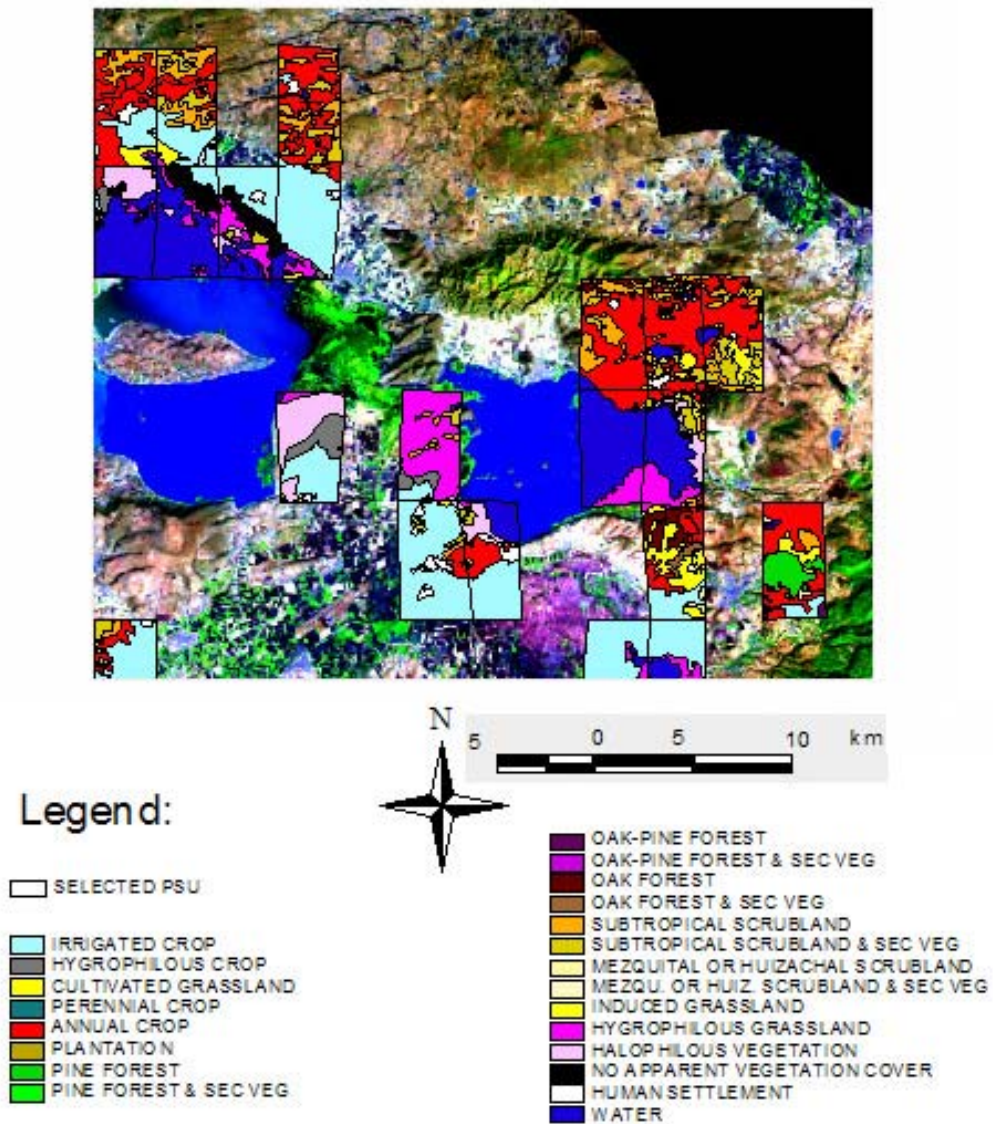 N
5 0 5 10 km
Legend:
SELECTED PSU
IRRIGATED CROP
HYGROPHILOUS CROP
CULTIVATED GRASSLAND
PERENNIAL CROP
ANNUAL CROP
PLANTATION
PINE FOREST
PINE FOREST & SEC VEG
OAK-PINE FOREST
OAK-PINE FOREST & SEC VEG
OAK FOREST
OAK FOREST & SEC VEG
SUBTROPICAL SCRUBLAND
SUBTROPICAL SCRUBLAND & SEC VEG
MEZQUITAL OR HUIZACHAL SCRUBLAND
MEZQU. OR HUIZ. SCRUBLAND & SEC VEG
INDUCED GRASSLAND
HYGROPHILOUS GRASSLAND
HALOPHILOUS VEGETATION
NO APPARENT VEGETATION COVER
HUMAN SETTLEMENT
WATER